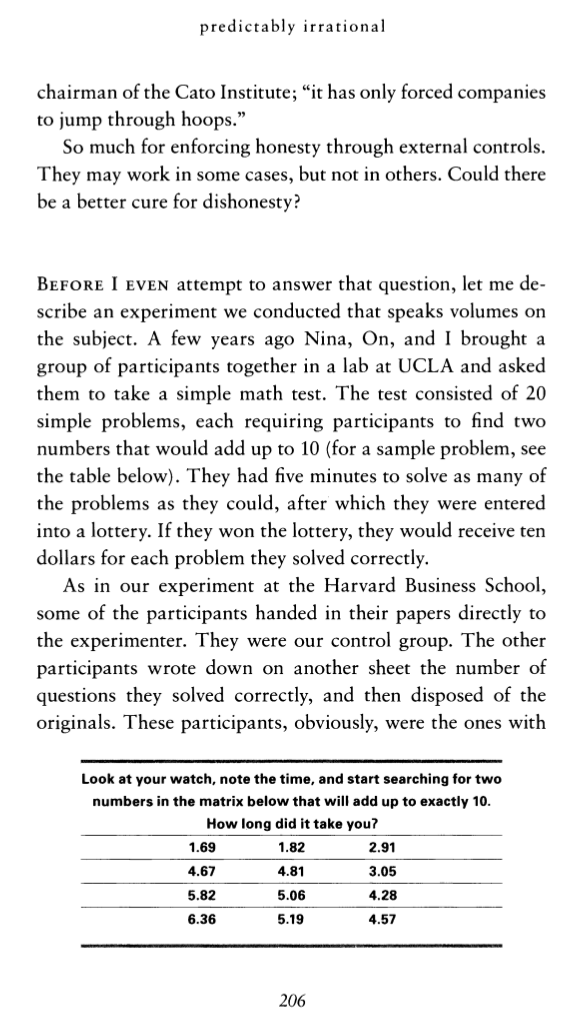 predictably irrational
chairman of the Cato Institute; “it has only forced companies
to jump through hoops.”
So much for enforcing honesty through external controls.
They may work in some cases, but not in others. Could there
be a better cure for dishonesty?
BEFORE I EVEN attempt to answer that question, let me de-
scribe an experiment we conducted that speaks volumes on
the subject. A few years ago Nina, On, and I brought a
group of participants together in a lab at UCLA and asked
them to take a simple math test. The test consisted of 20
simple problems, each requiring participants to find two
numbers that would add up to 10 (for a sample problem, see
the table below). They had five minutes to solve as many of
the problems as they could, after which they were entered
into a lottery. If they won the lottery, they would receive ten
dollars for each problem they solved correctly.
As in our experiment at the Harvard Business School,
some of the participants handed in their papers directly to
the experimenter. They were our control group. The other
participants wrote down on another sheet the number of
questions they solved correctly, and then disposed of the
originals. These participants, obviously, were the ones with
Look at your watch, note the time, and start searching for two
numbers in the matrix below that will add up to exactly 10.
How long did it take you?
1.69 1.82 2.91
4.67 4.81 3.05
5.82 5.06 4.28
6.36 5.19 4.57
206